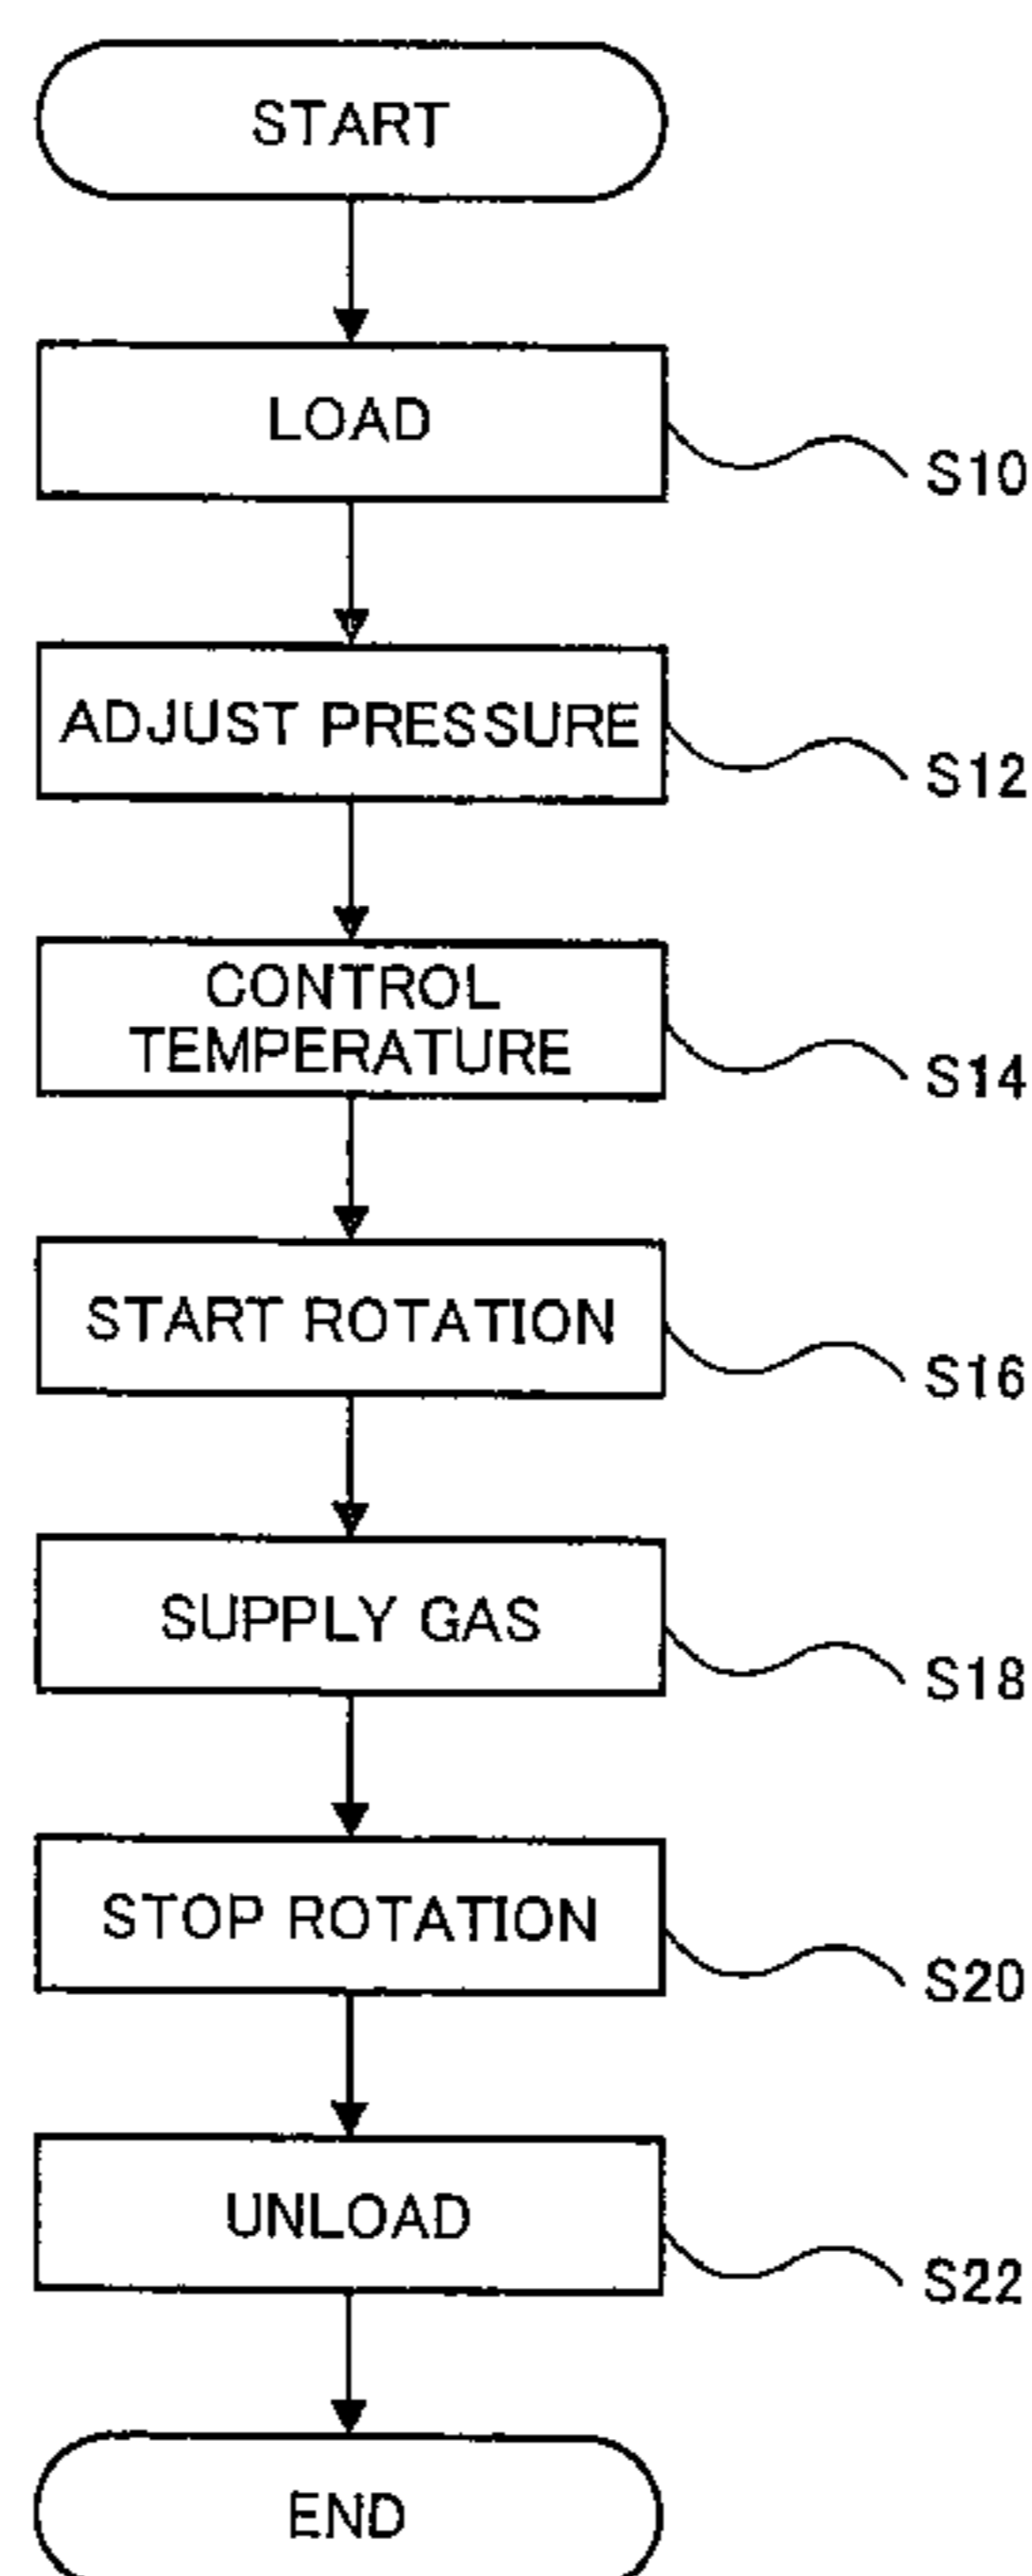 START
LOAD
S10
ADJUST PRESSURE
S12
CONTROL
TEMPERATURE
S14
START ROTATION
S16
SUPPLY GAS
S18
STOP ROTATION
S20
UNLOAD
S22
END